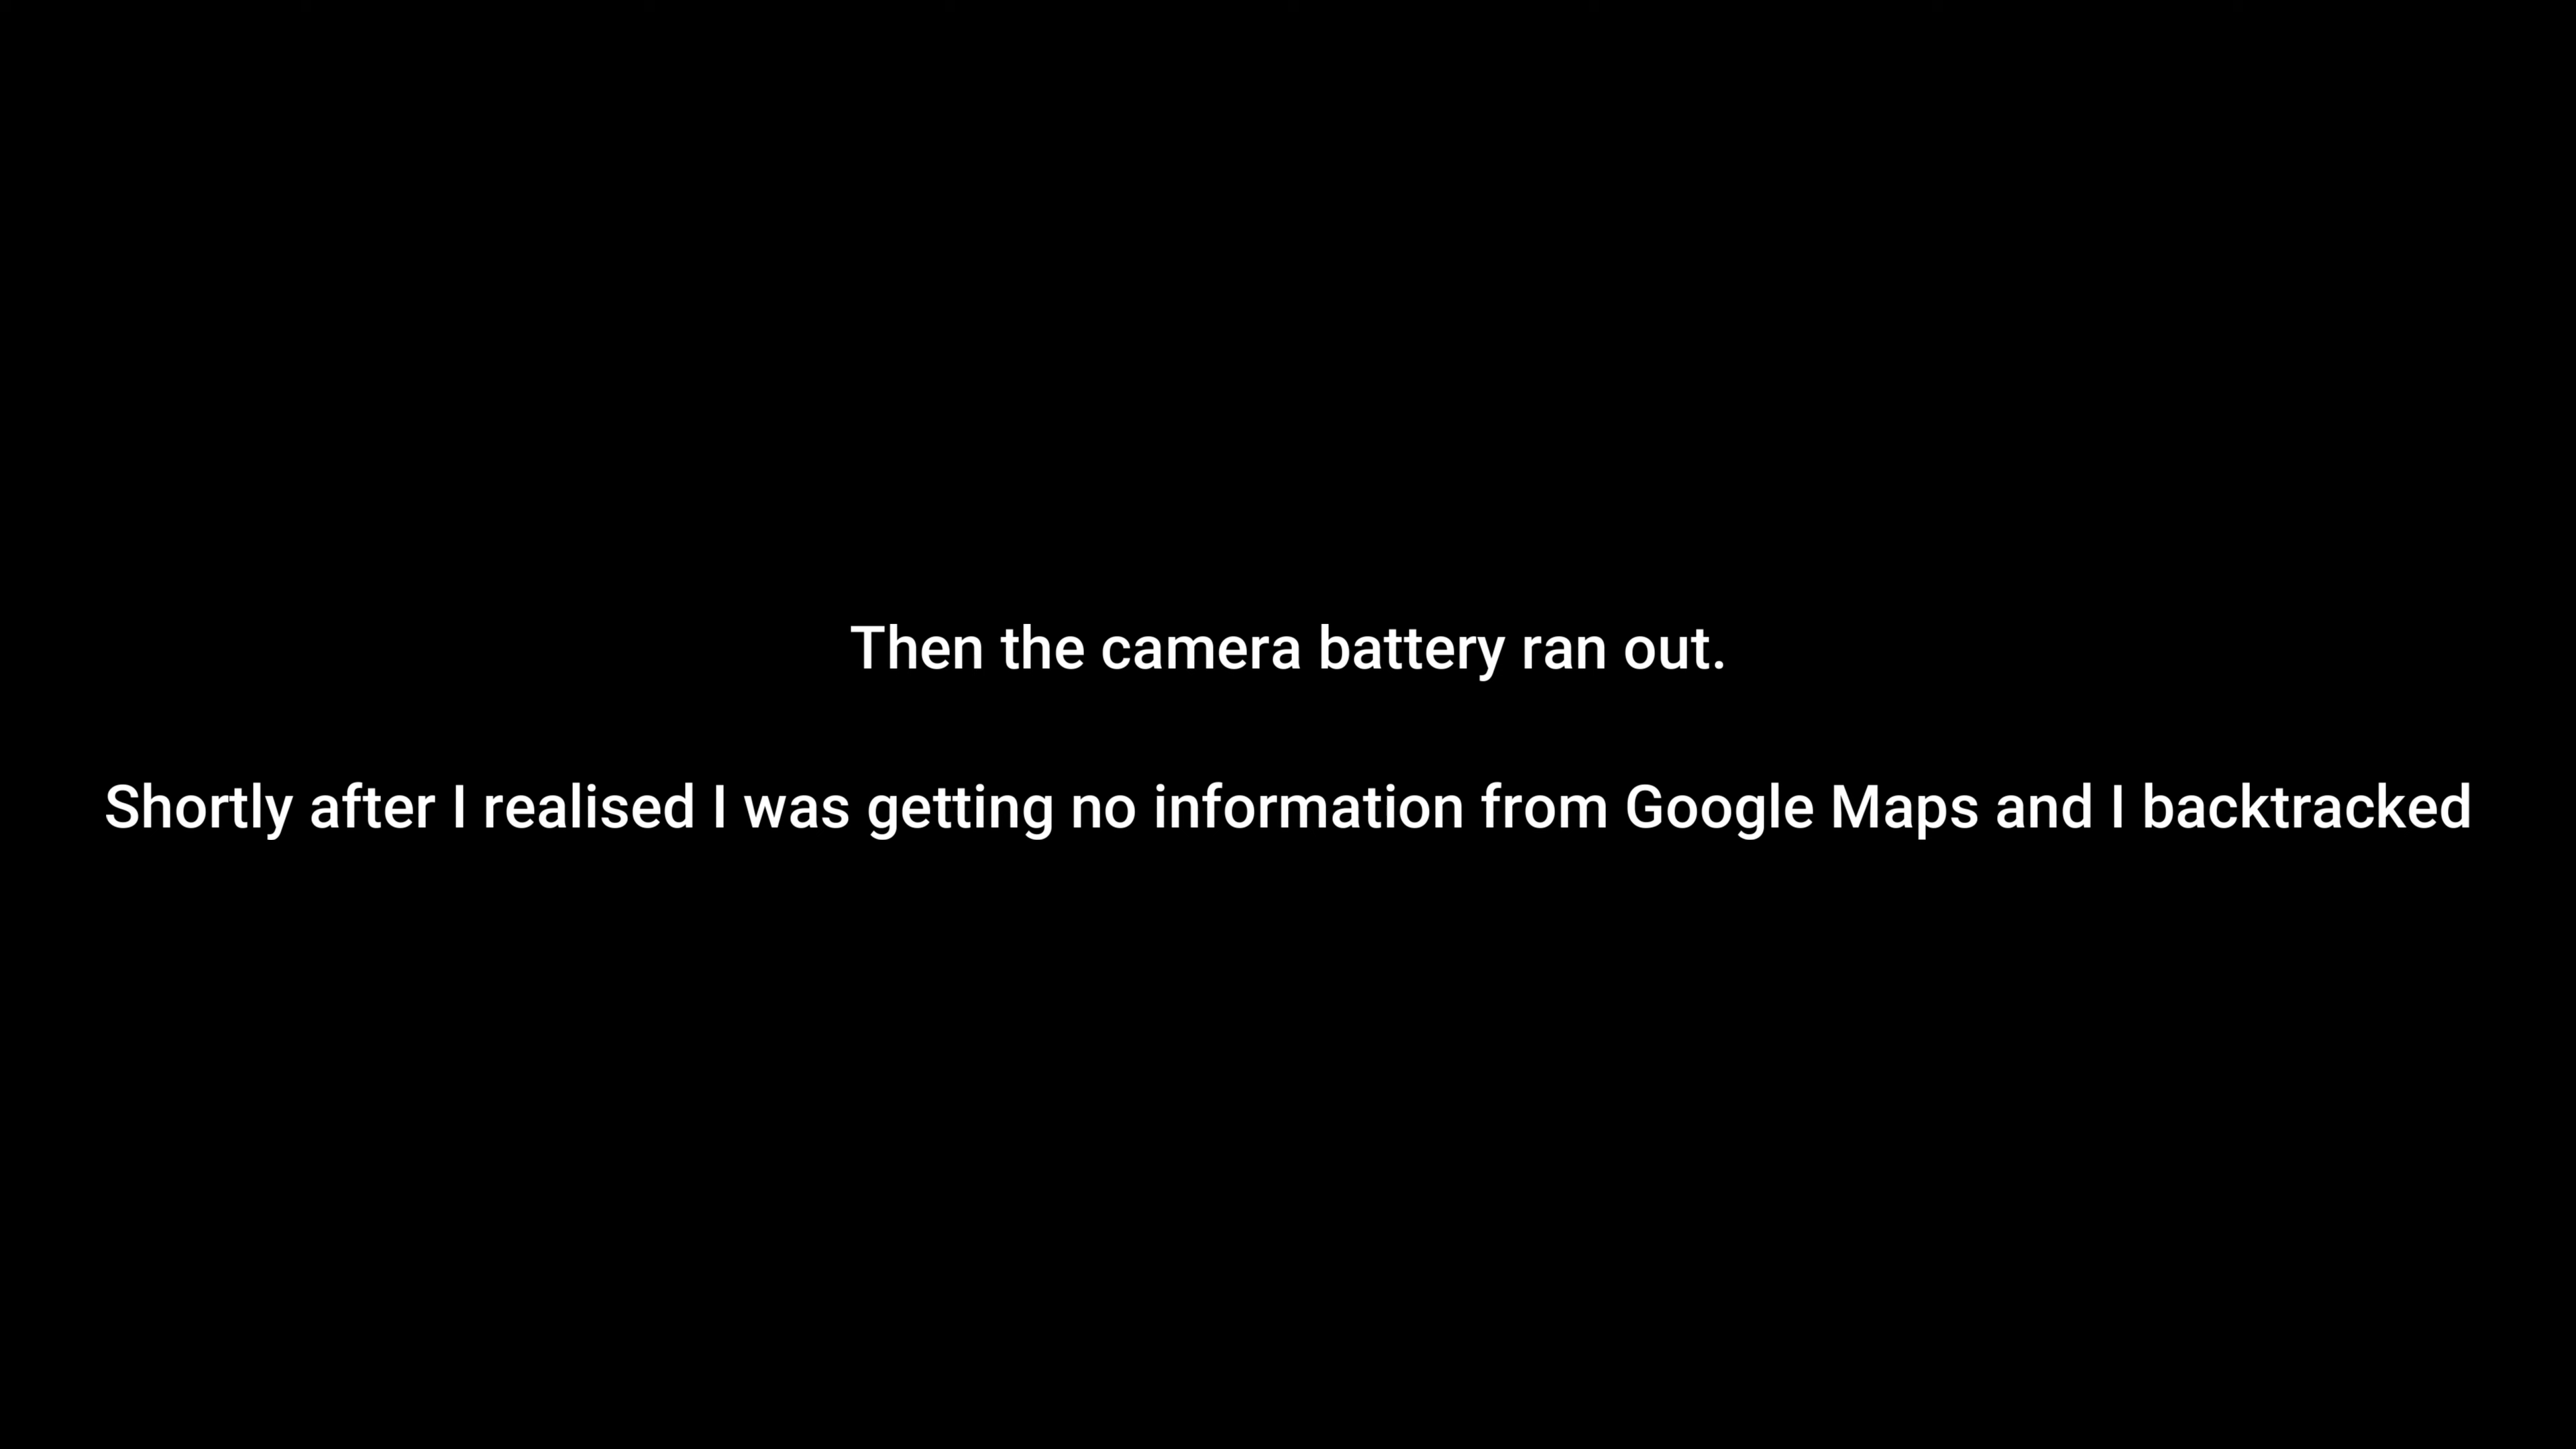 Then the camera battery ran out.
Shortly after I realised I was getting no information from Google Maps and I backtracked